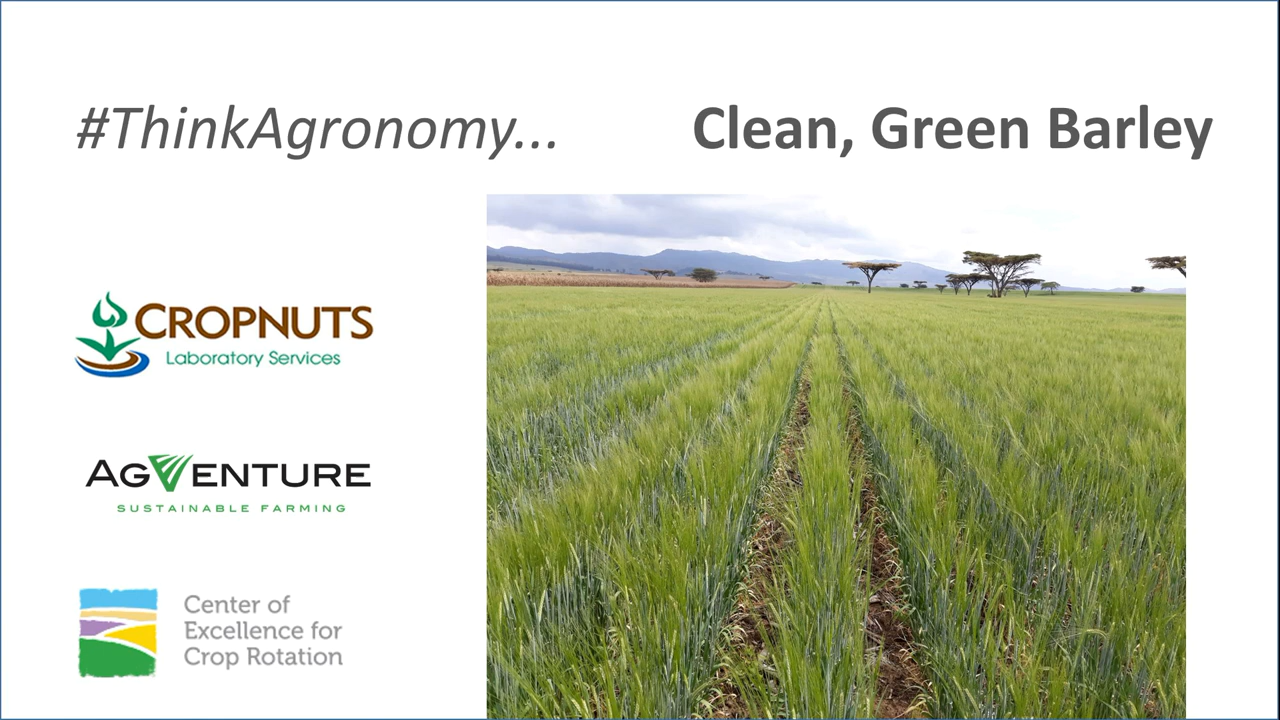 #ThinkAgronomy...
Clean, Green Barley
CROPNUTS
Laboratory Services
AGVENTURE
SUSTAINABLE FARMING
Center of
Excellence for
Crop Rotation